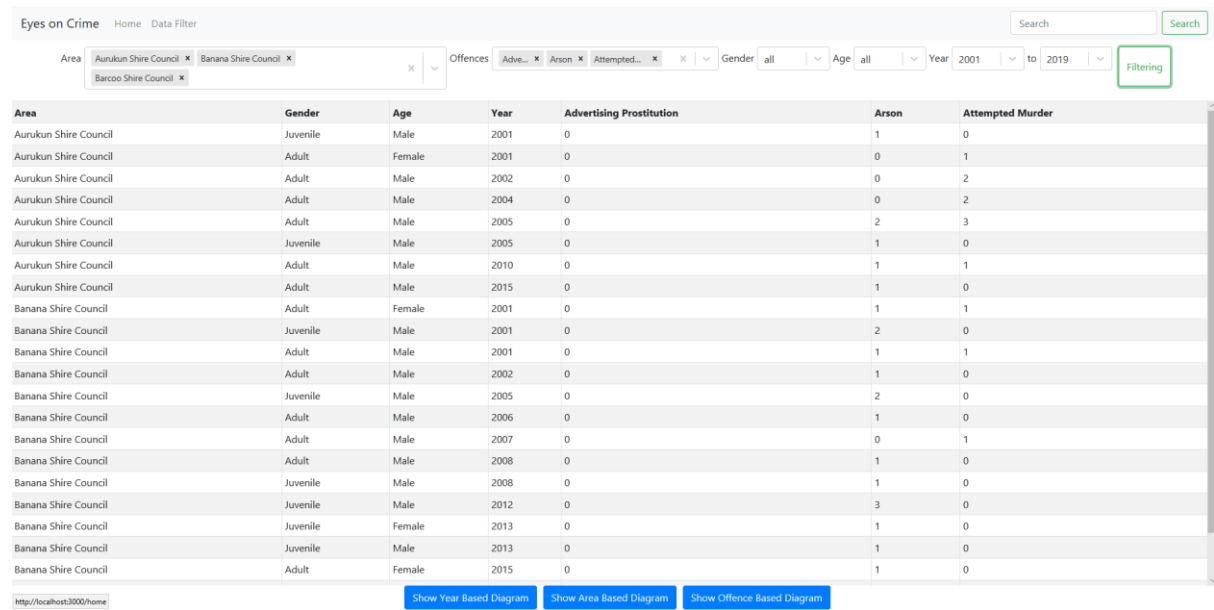 Eyes on Crime Home Data Filter Search Search
Area Aurukun Shire Council × Banana Shire Council × Barcoo Shire Council × Offences Adve... × Arson × Attempted... × Gender all Age all Year 2001 to 2019 Filtering
Area Gender Age Year Advertising Prostitution Arson Attempted Murder
Aurukun Shire Council Juvenile Male 2001 0 1 0
Aurukun Shire Council Adult Female 2001 0 0 1
Aurukun Shire Council Adult Male 2002 0 0 2
Aurukun Shire Council Adult Male 2004 0 0 2
Aurukun Shire Council Adult Male 2005 0 2 3
Aurukun Shire Council Juvenile Male 2005 0 1 0
Aurukun Shire Council Adult Male 2010 0 1 1
Aurukun Shire Council Adult Male 2015 0 1 0
Banana Shire Council Adult Female 2001 0 1 1
Banana Shire Council Juvenile Male 2001 0 2 0
Banana Shire Council Adult Male 2001 0 1 1
Banana Shire Council Adult Male 2002 0 1 0
Banana Shire Council Juvenile Male 2005 0 2 0
Banana Shire Council Adult Male 2006 0 1 0
Banana Shire Council Adult Male 2007 0 0 1
Banana Shire Council Adult Male 2008 0 1 0
Banana Shire Council Juvenile Male 2008 0 1 0
Banana Shire Council Juvenile Male 2012 0 3 0
Banana Shire Council Juvenile Female 2013 0 1 0
Banana Shire Council Juvenile Male 2013 0 1 0
Banana Shire Council Adult Female 2015 0 1 0
http://localhost:3000/home Show Year Based Diagram Show Area Based Diagram Show Offence Based Diagram